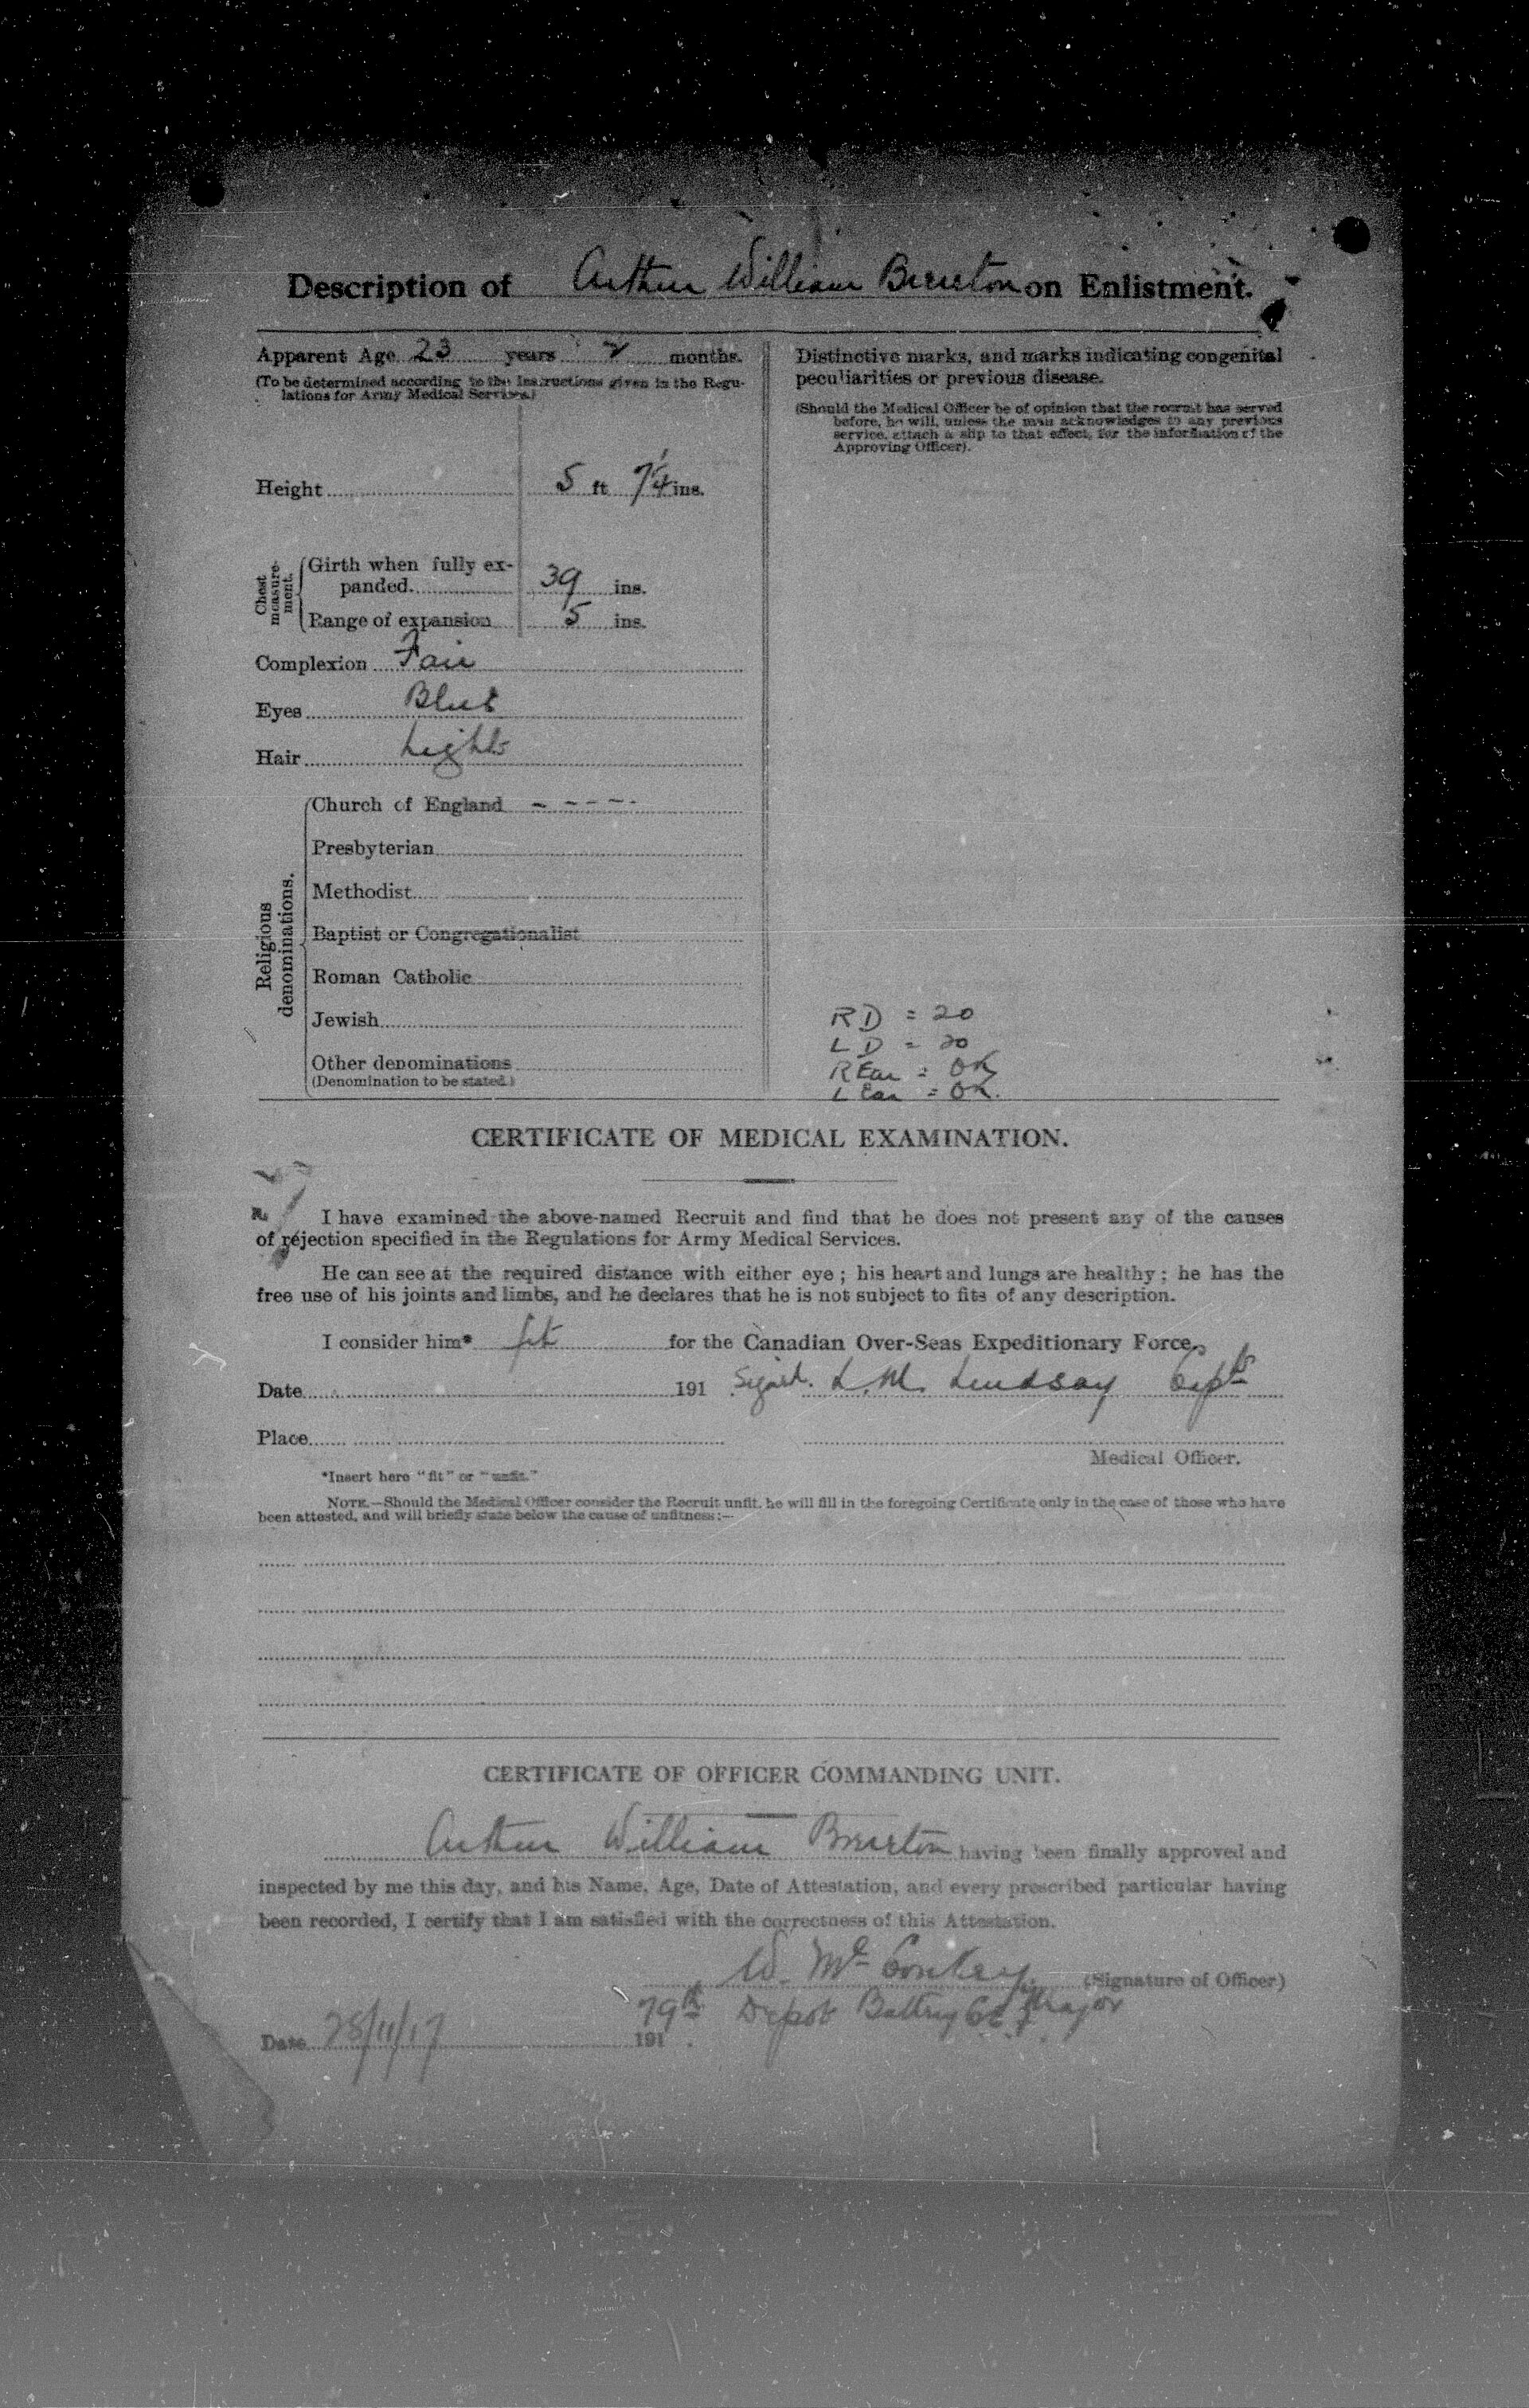 Description of Arthur William Brereton on Enlistment.
Apparent Age 23 years 2 months.
(To be determined according to the instructions given in the Regu-
lations for Army Medical Services.)
Height 5 ft 7 1/4 ins.
Chest measure-ment.
Girth when fully ex-
panded 39 ins.
Range of expansion 5 ins.
Complexion Fair
Eyes Blue
Hair Light
Religious denominations.
Church of England - - - -
Presbyterian
Methodist
Baptist or Congregationalist
Roman Catholic
Jewish
Other denominations
(Denomination to be stated.)
Distinctive marks, and marks indicating congenital
peculiarities or previous disease.
(Should the Medical Officer be of opinion that the recruit has served
before, he will, unless the man acknowledges to any previous
service, attach a slip to that effect, for the information of the
Approving Officer).
R D = 20
L D = 20
R Ear = OK
L Ear = OK.
CERTIFICATE OF MEDICAL EXAMINATION.
I have examined the above-named Recruit and find that he does not present any of the causes
of rejection specified in the Regulations for Army Medical Services.
He can see at the required distance with either eye; his heart and lungs are healthy; he has the
free use of his joints and limbs, and he declares that he is not subject to fits of any description.
I consider him* fit for the Canadian Over-Seas Expeditionary Force.
Date 191 Signd. L.M. Lindsay Capt
Place
Medical Officer.
*Insert here "fit" or "unfit."
NOTE.—Should the Medical Officer consider the Recruit unfit, he will fill in the foregoing Certificate only in the case of those who have
been attested, and will briefly state below the cause of unfitness:—
CERTIFICATE OF OFFICER COMMANDING UNIT.
Arthur William Brereton having been finally approved and
inspected by me this day, and his Name, Age, Date of Attestation, and every prescribed particular having
been recorded, I certify that I am satisfied with the correctness of this Attestation.
W. McConkey (Signature of Officer)
79th Depot Battery Major
Date 28/11/17 191 .